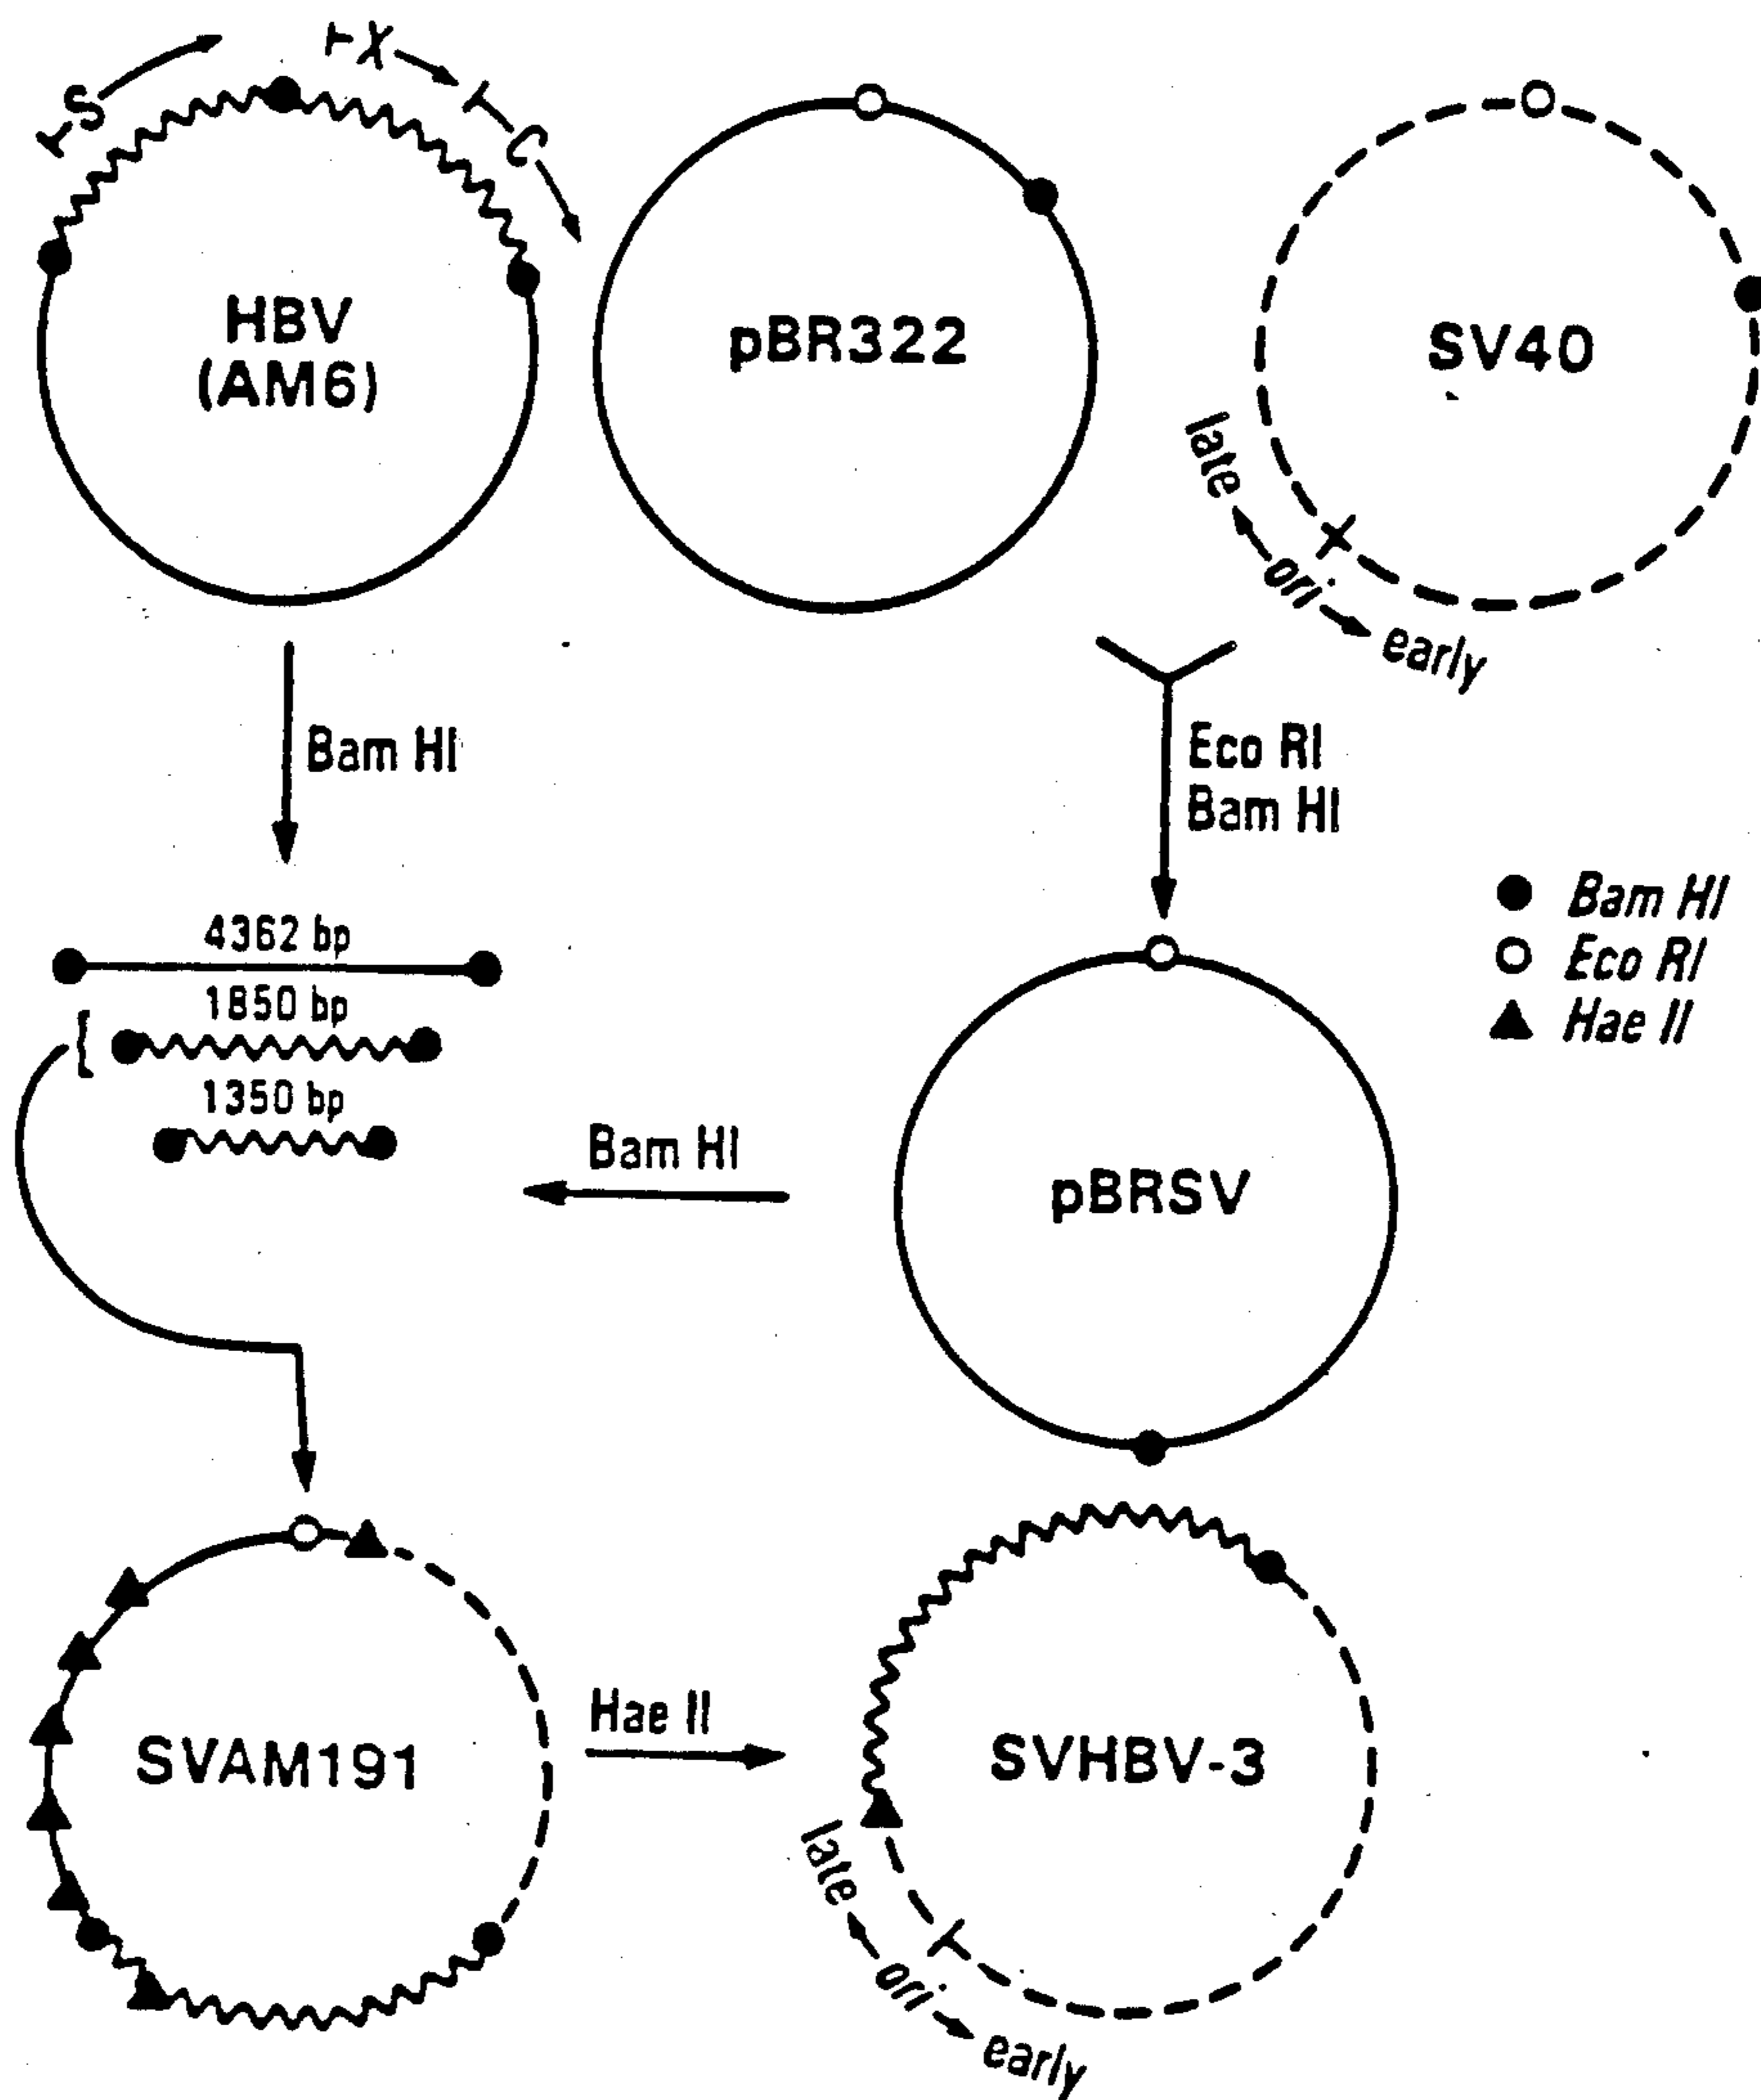 S
X
C
HBV
(AM6)
pBR322
SV40
late
ori
early
Bam HI
Eco RI
Bam HI
4362 bp
1850 bp
1350 bp
Bam HI
Eco RI
Hae II
Bam HI
pBRSV
SVAM191
Hae II
SVHBV-3
late
ori
early